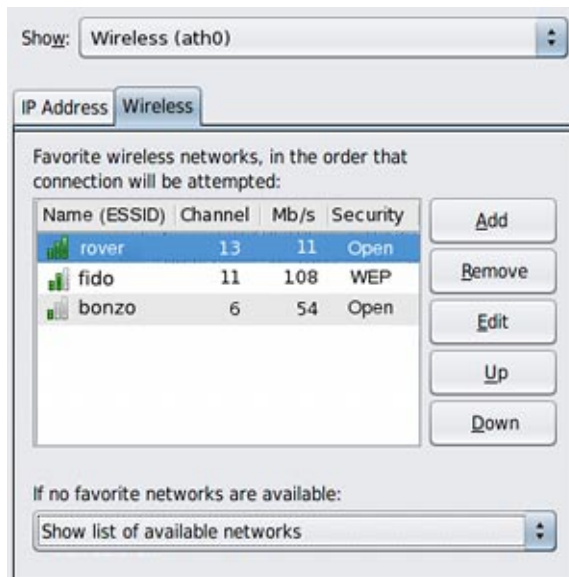 Show: Wireless (ath0)
IP Address Wireless
Favorite wireless networks, in the order that
connection will be attempted:
Name (ESSID) Channel Mb/s Security
rover 13 11 Open
fido 11 108 WEP
bonzo 6 54 Open
Add
Remove
Edit
Up
Down
If no favorite networks are available:
Show list of available networks